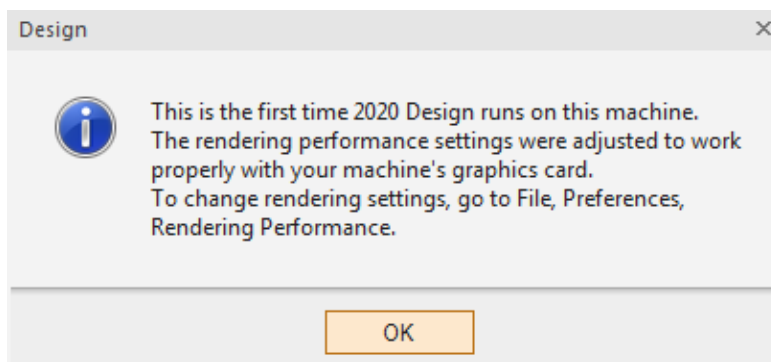 Design
This is the first time 2020 Design runs on this machine.
The rendering performance settings were adjusted to work
properly with your machine's graphics card.
To change rendering settings, go to File, Preferences,
Rendering Performance.
OK